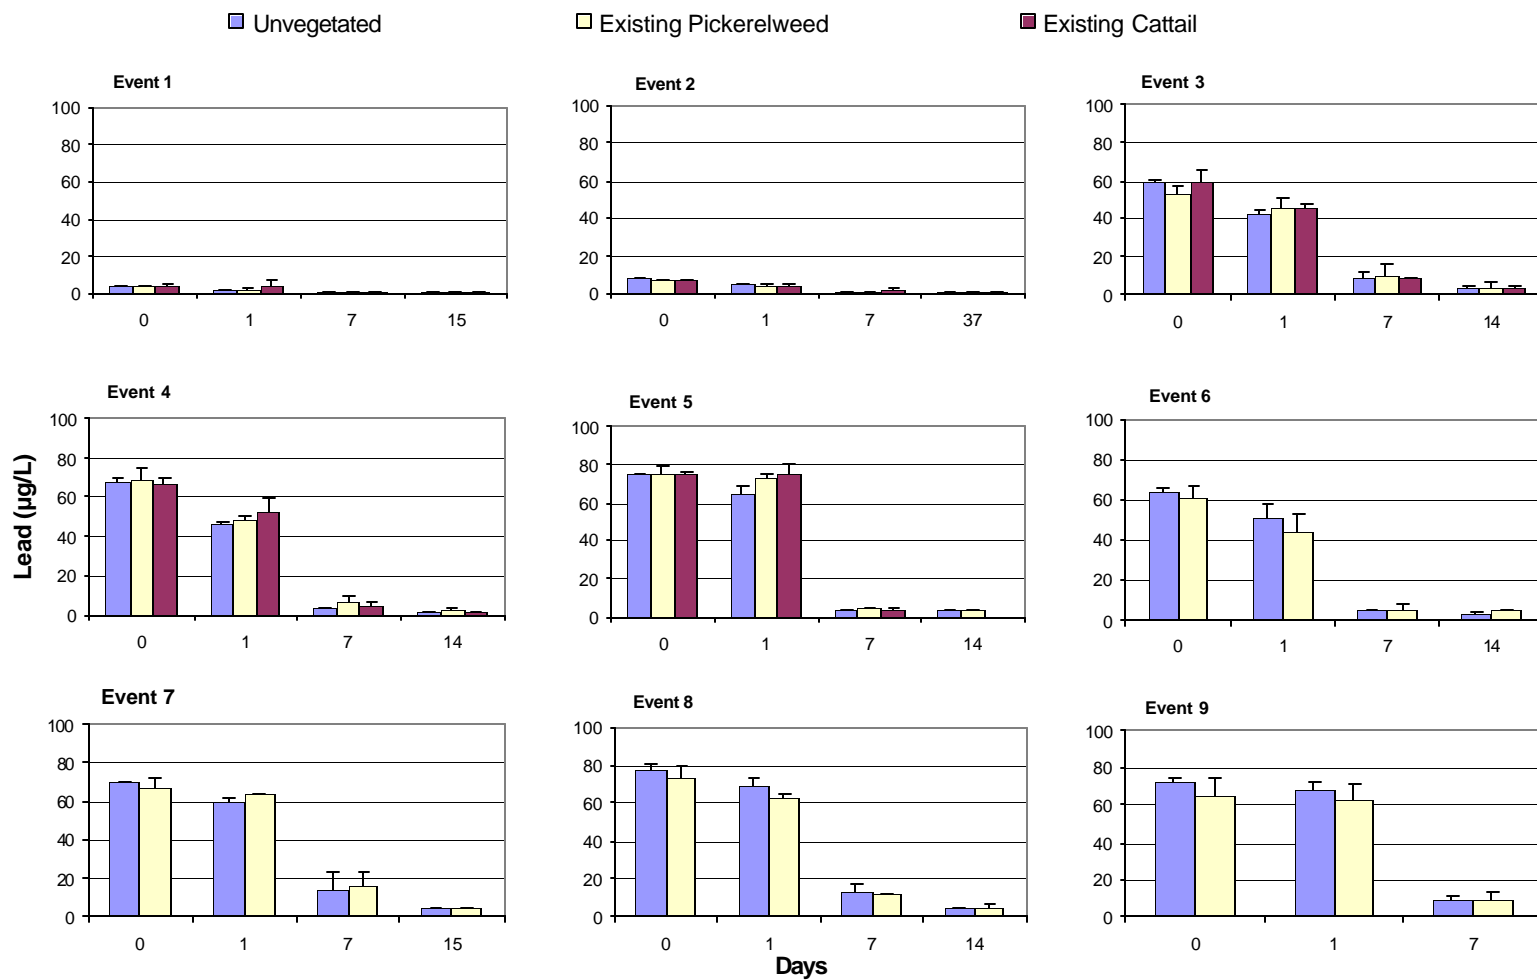 Unvegetated
Existing Pickerelweed
Existing Cattail
Event 1
100
80
60
40
20
0
0 1 7 15
Event 2
100
80
60
40
20
0
0 1 7 37
Event 3
100
80
60
40
20
0
0 1 7 14
Lead (µg/L)
Event 4
100
80
60
40
20
0
0 1 7 14
Event 5
100
80
60
40
20
0
0 1 7 14
Event 6
100
80
60
40
20
0
0 1 7 14
Event 7
100
80
60
40
20
0
0 1 7 15
Event 8
100
80
60
40
20
0
0 1 7 14
Event 9
100
80
60
40
20
0
0 1 7
Days